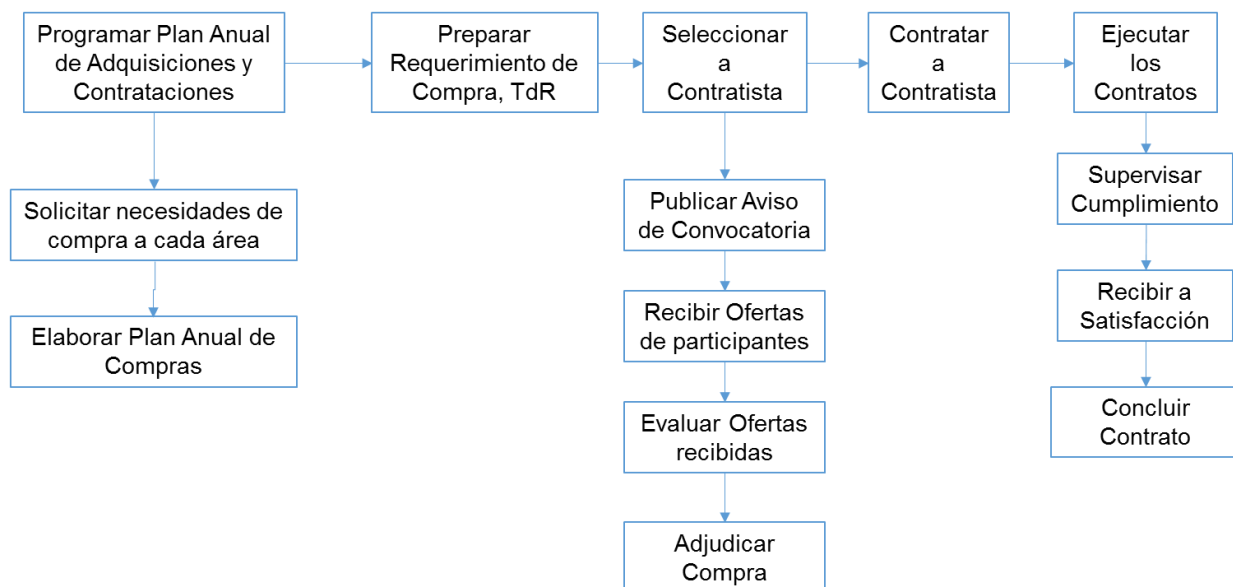 Programar Plan Anual
de Adquisiciones y
Contrataciones
Preparar
Requerimiento de
Compra, TdR
Seleccionar
a
Contratista
Contratar
a
Contratista
Ejecutar
los
Contratos
Solicitar necesidades de
compra a cada área
Elaborar Plan Anual de
Compras
Publicar Aviso
de Convocatoria
Recibir Ofertas
de participantes
Evaluar Ofertas
recibidas
Adjudicar
Compra
Supervisar
Cumplimiento
Recibir a
Satisfacción
Concluir
Contrato